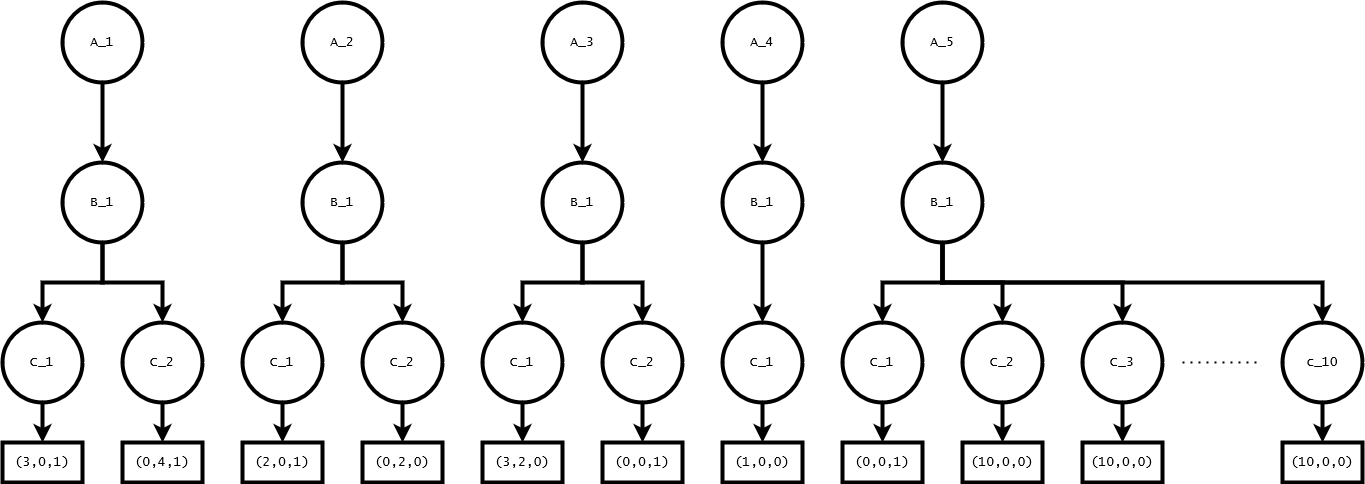 A_1 A_2 A_3 A_4 A_5
B_1 B_1 B_1 B_1 B_1
C_1 C_2 C_1 C_2 C_1 C_2 C_1 C_1 C_2 C_3 .......... C_10
(3,0,1) (0,4,1) (2,0,1) (0,2,0) (3,2,0) (0,0,1) (1,0,0) (0,0,1) (10,0,0) (10,0,0) (10,0,0)